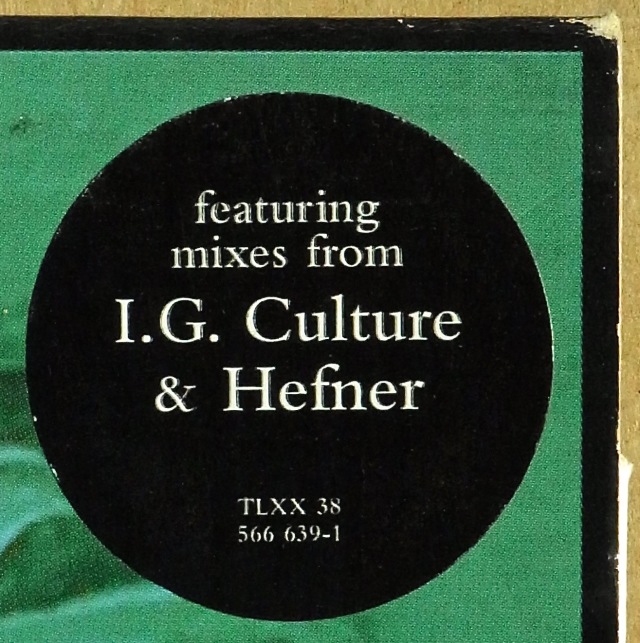 featuring
mixes from
I.G. Culture
& Hefner
TLXX 38
566 639-1